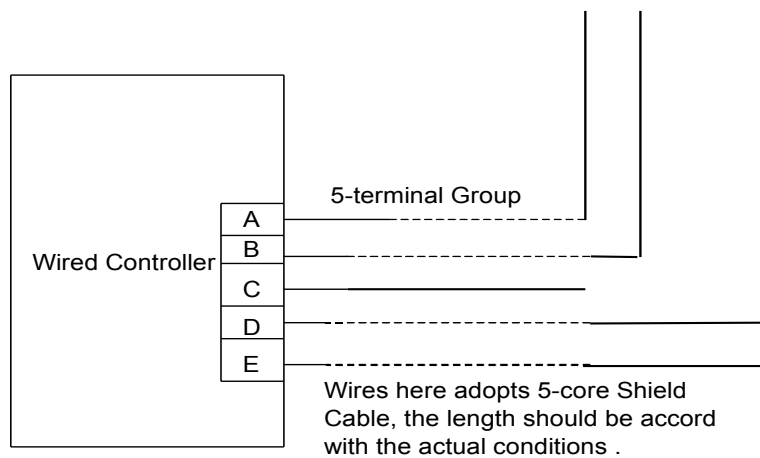 5-terminal Group
A
B
Wired Controller
C
D
E
Wires here adopts 5-core Shield
Cable, the length should be accord
with the actual conditions .